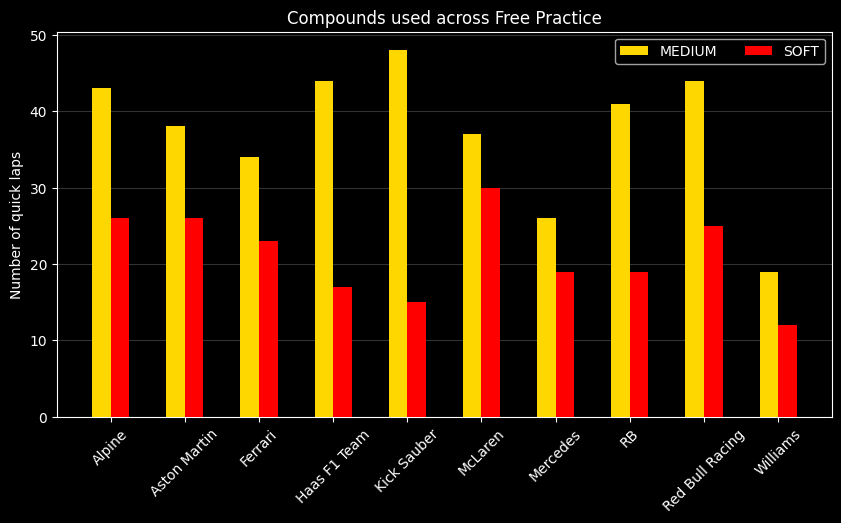 Compounds used across Free Practice
MEDIUM SOFT
Number of quick laps
50
40
30
20
10
0
Alpine
Aston Martin
Ferrari
Haas F1 Team
Kick Sauber
McLaren
Mercedes
RB
Red Bull Racing
Williams